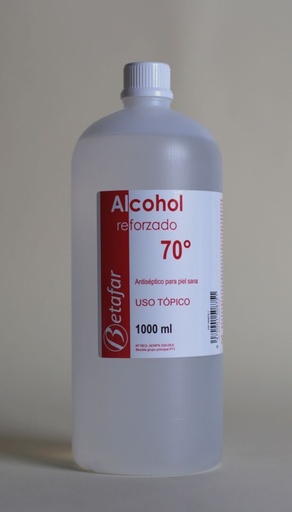 Alcohol
reforzado
70°
Antiséptico para piel sana
USO TÓPICO
1000 ml
Betafar